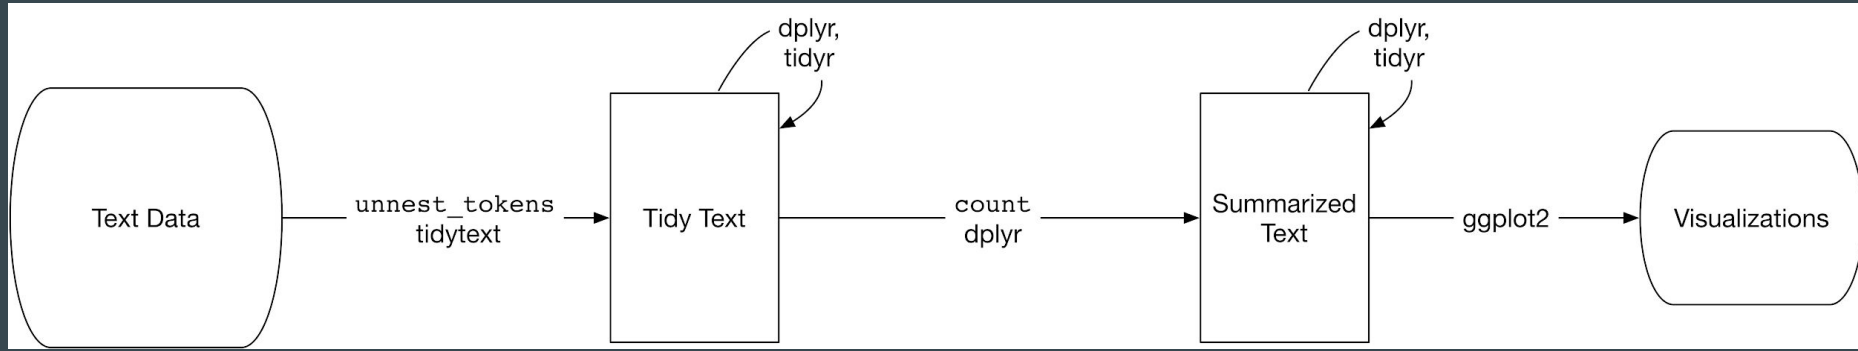 dplyr,
tidyr
dplyr,
tidyr
Text Data
unnest_tokens
tidytext
Tidy Text
count
dplyr
Summarized
Text
ggplot2
Visualizations